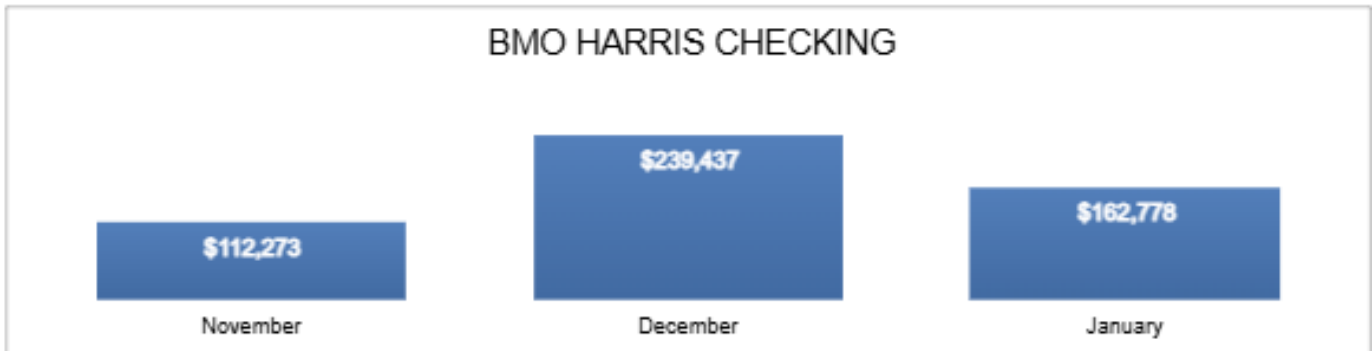 BMO HARRIS CHECKING
$239,437
$162,778
$112,273
November December January